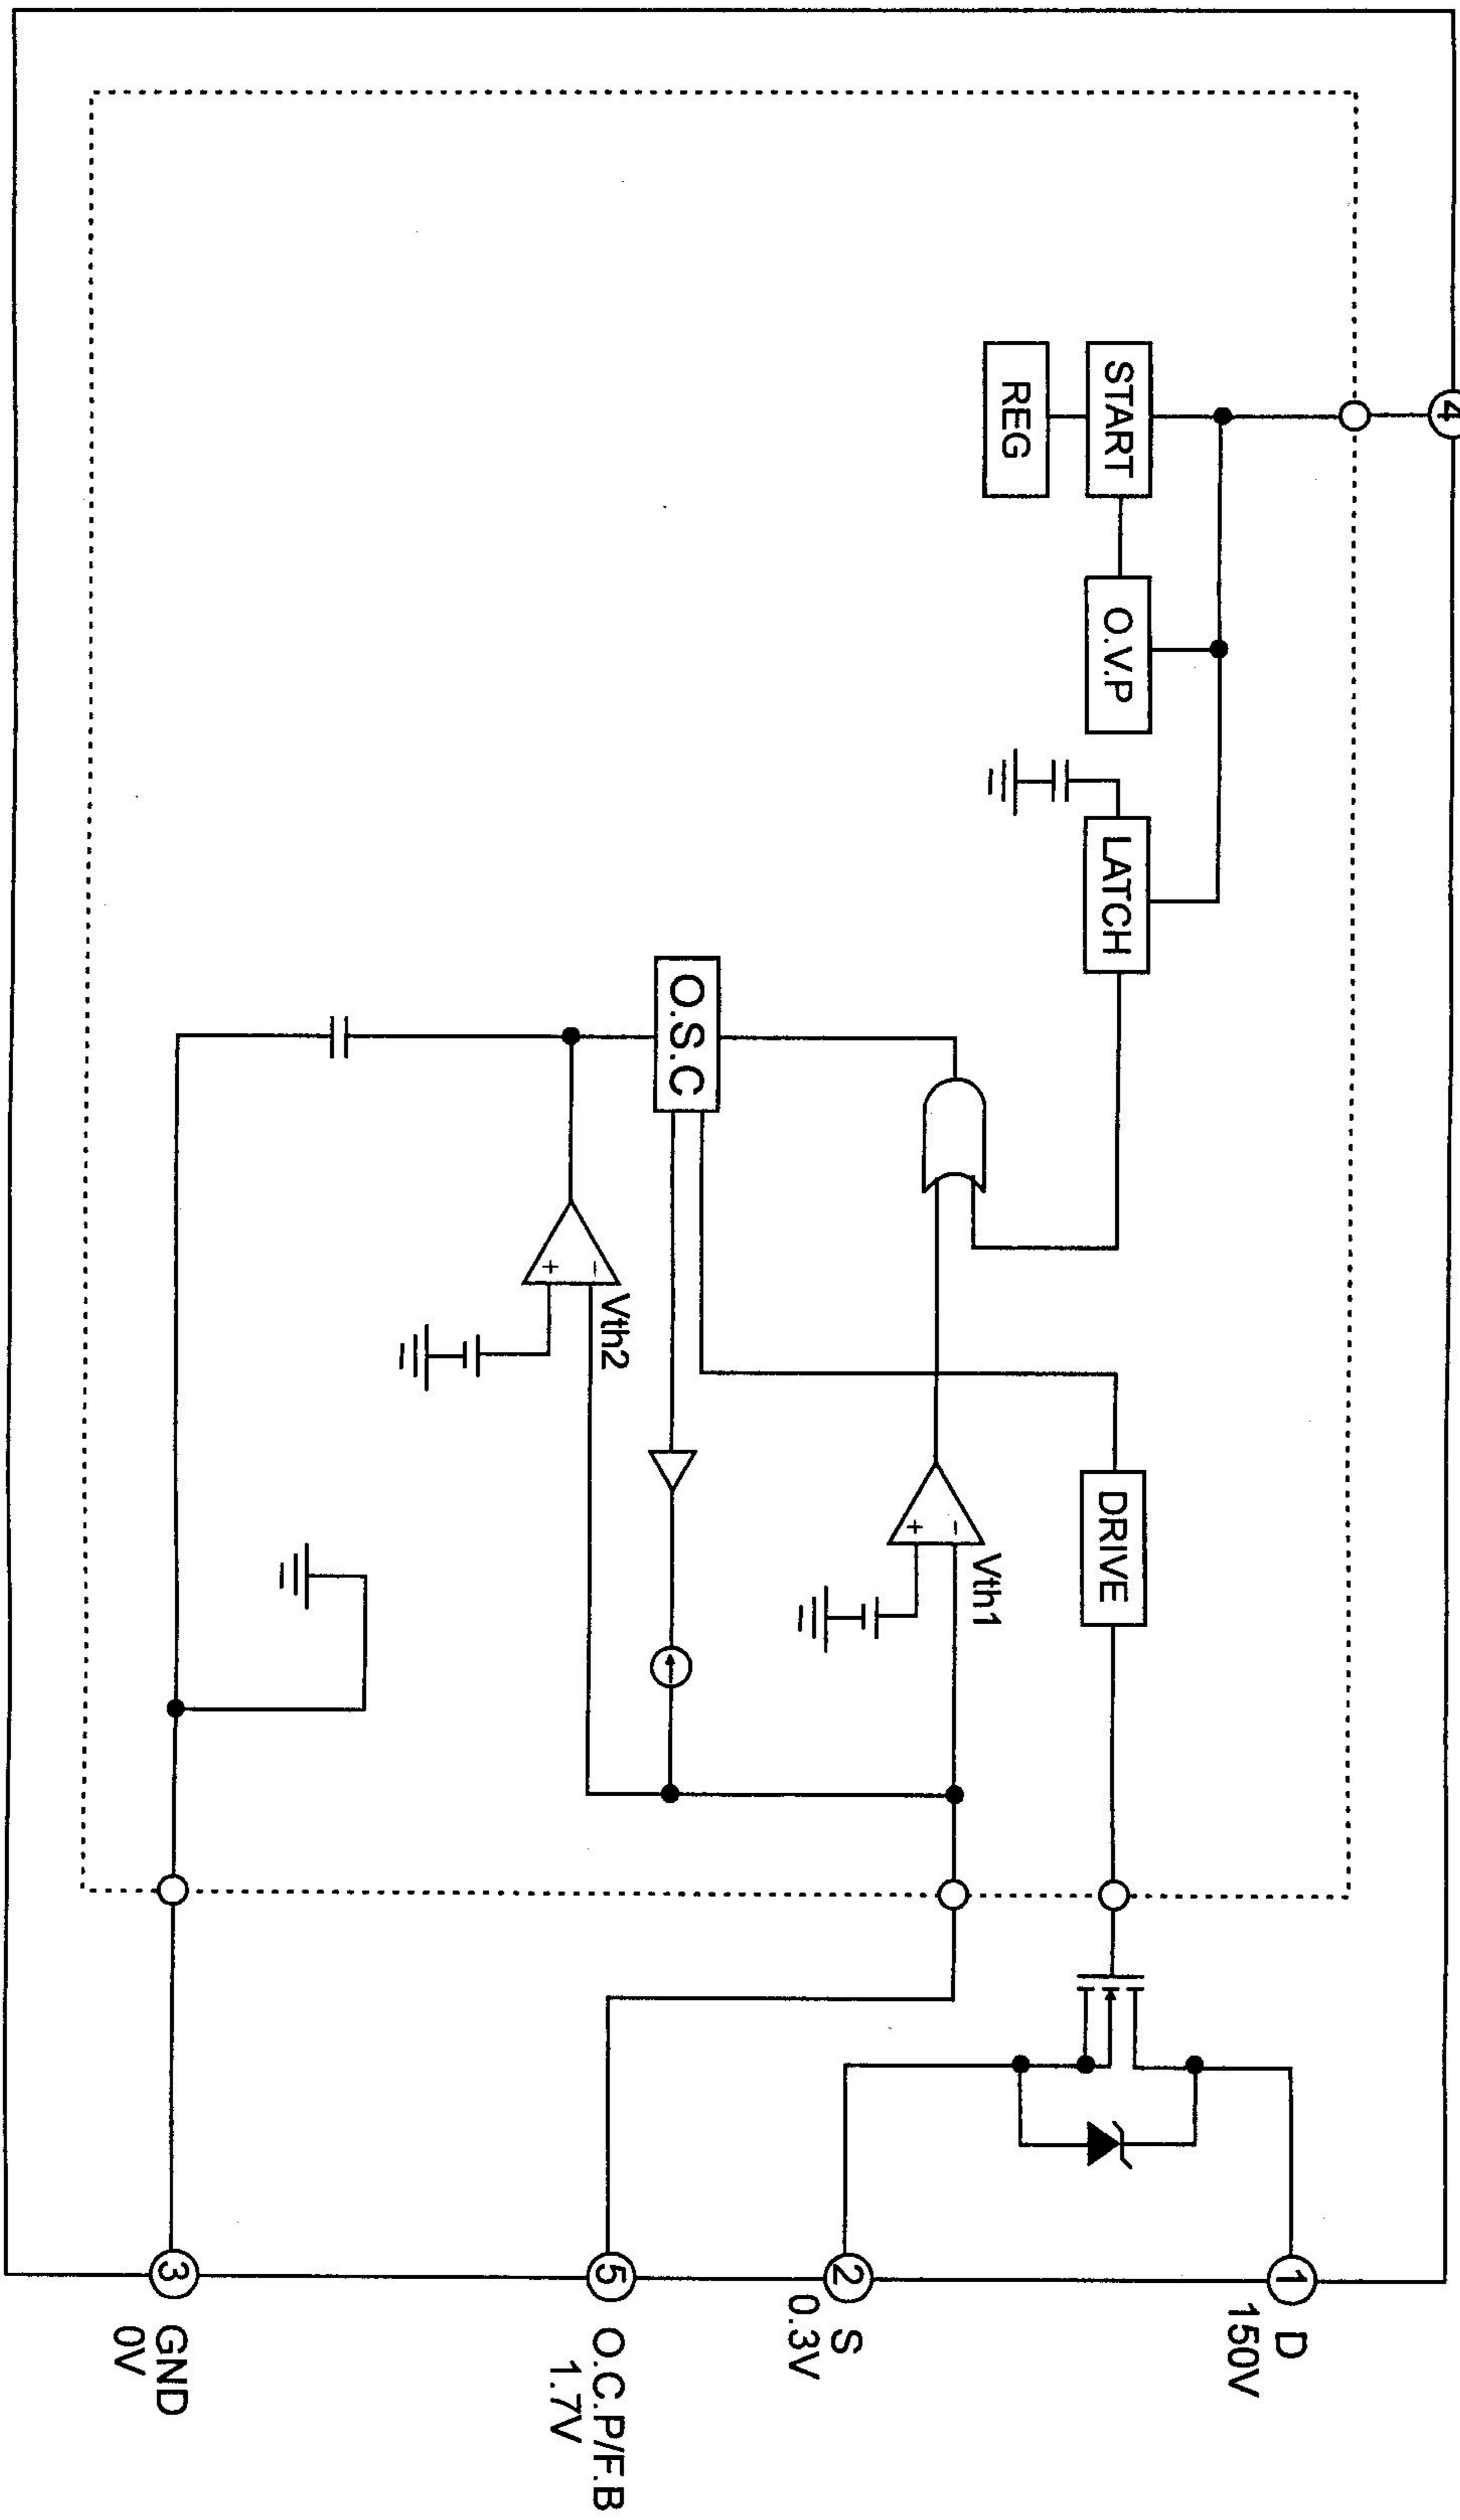 4
START
REG
O.V.P
LATCH
O.S.C
+
-
Vth2
DRIVE
+
-
Vth1
1
D
150V
2
S
0.3V
5
O.C.P/F.B
1.7V
3
GND
0V